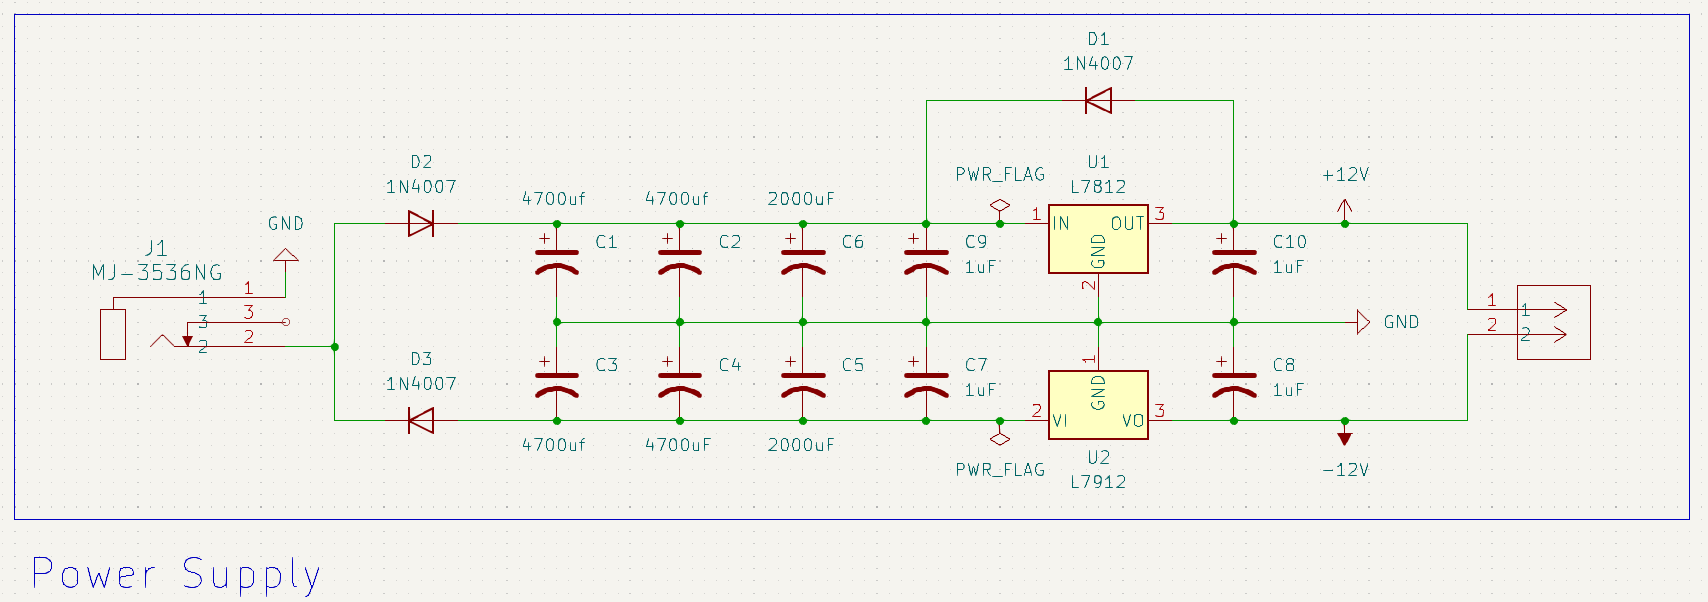 D1
1N4007
D2
1N4007
4700uf
4700uf
2000uF
PWR_FLAG
U1
L7812
+12V
GND
J1
MJ-3536NG
1
1
3
3
2
2
+
C1
+
C2
+
C6
+
C9
1uF
1
IN
OUT
3
GND
2
+
C10
1uF
GND
1
1
2
2
D3
1N4007
+
C3
+
C4
+
C5
+
C7
1uF
1
GND
2
VI
VO
3
+
C8
1uF
4700uf
4700uF
2000uF
PWR_FLAG
U2
L7912
-12V
Power Supply